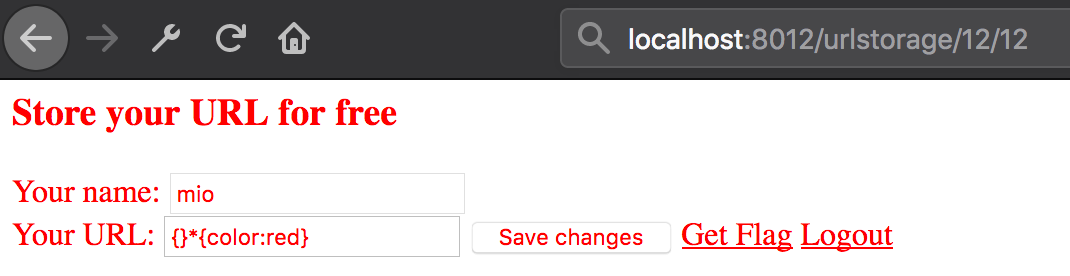 localhost:8012/urlstorage/12/12
Store your URL for free
Your name: mio
Your URL: {}*{color:red} Save changes Get Flag Logout